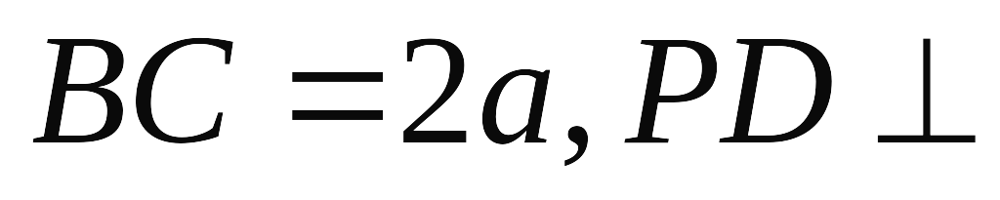 BC =2a, PD ⊥